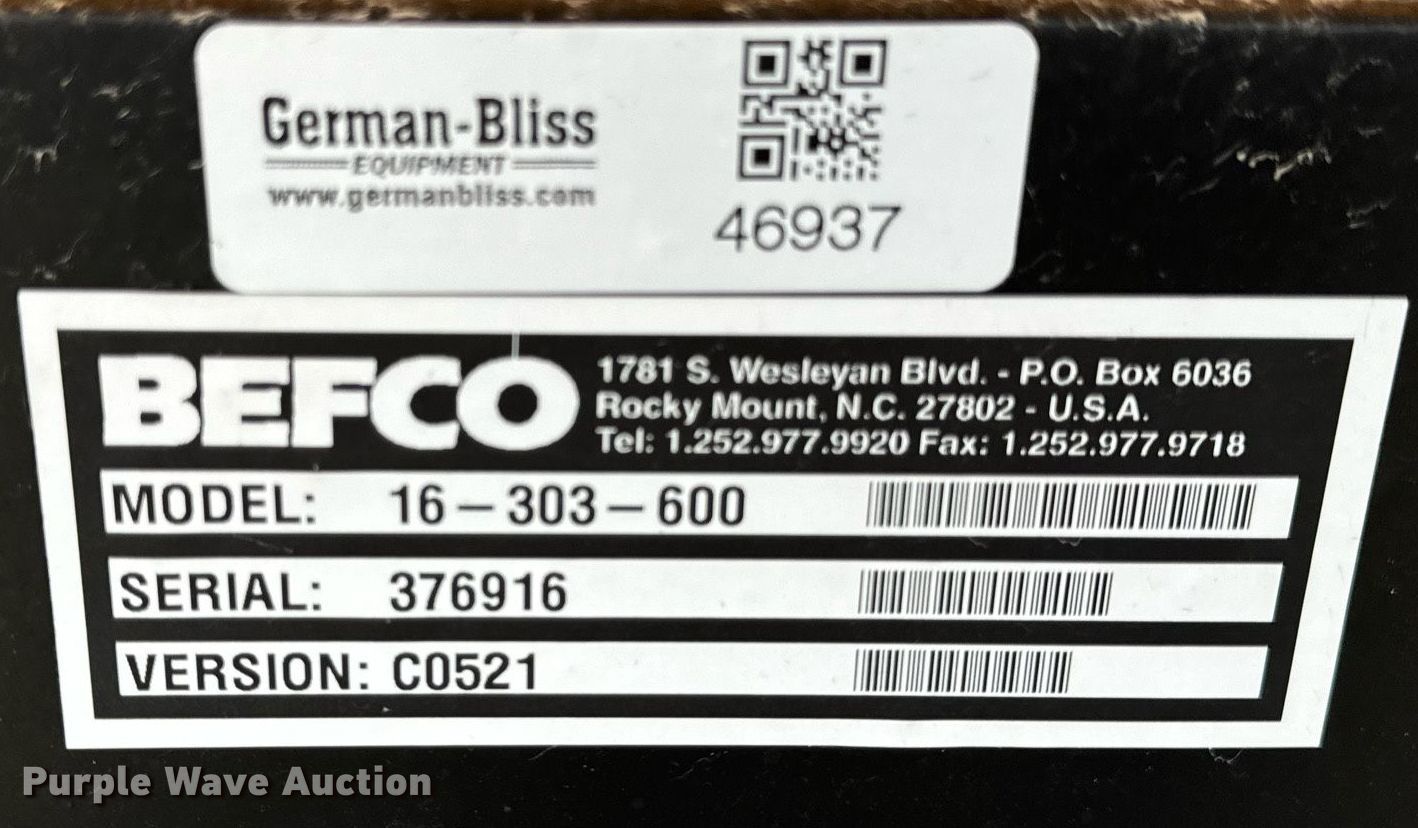 German-Bliss
EQUIPMENT
www.germanbliss.com
46937
BEFCO
1781 S. Wesleyan Blvd. - P.O. Box 6036
Rocky Mount, N.C. 27802 - U.S.A.
Tel: 1.252.977.9920 Fax: 1.252.977.9718
MODEL: 16-303-600
SERIAL: 376916
VERSION: C0521
Purple Wave Auction